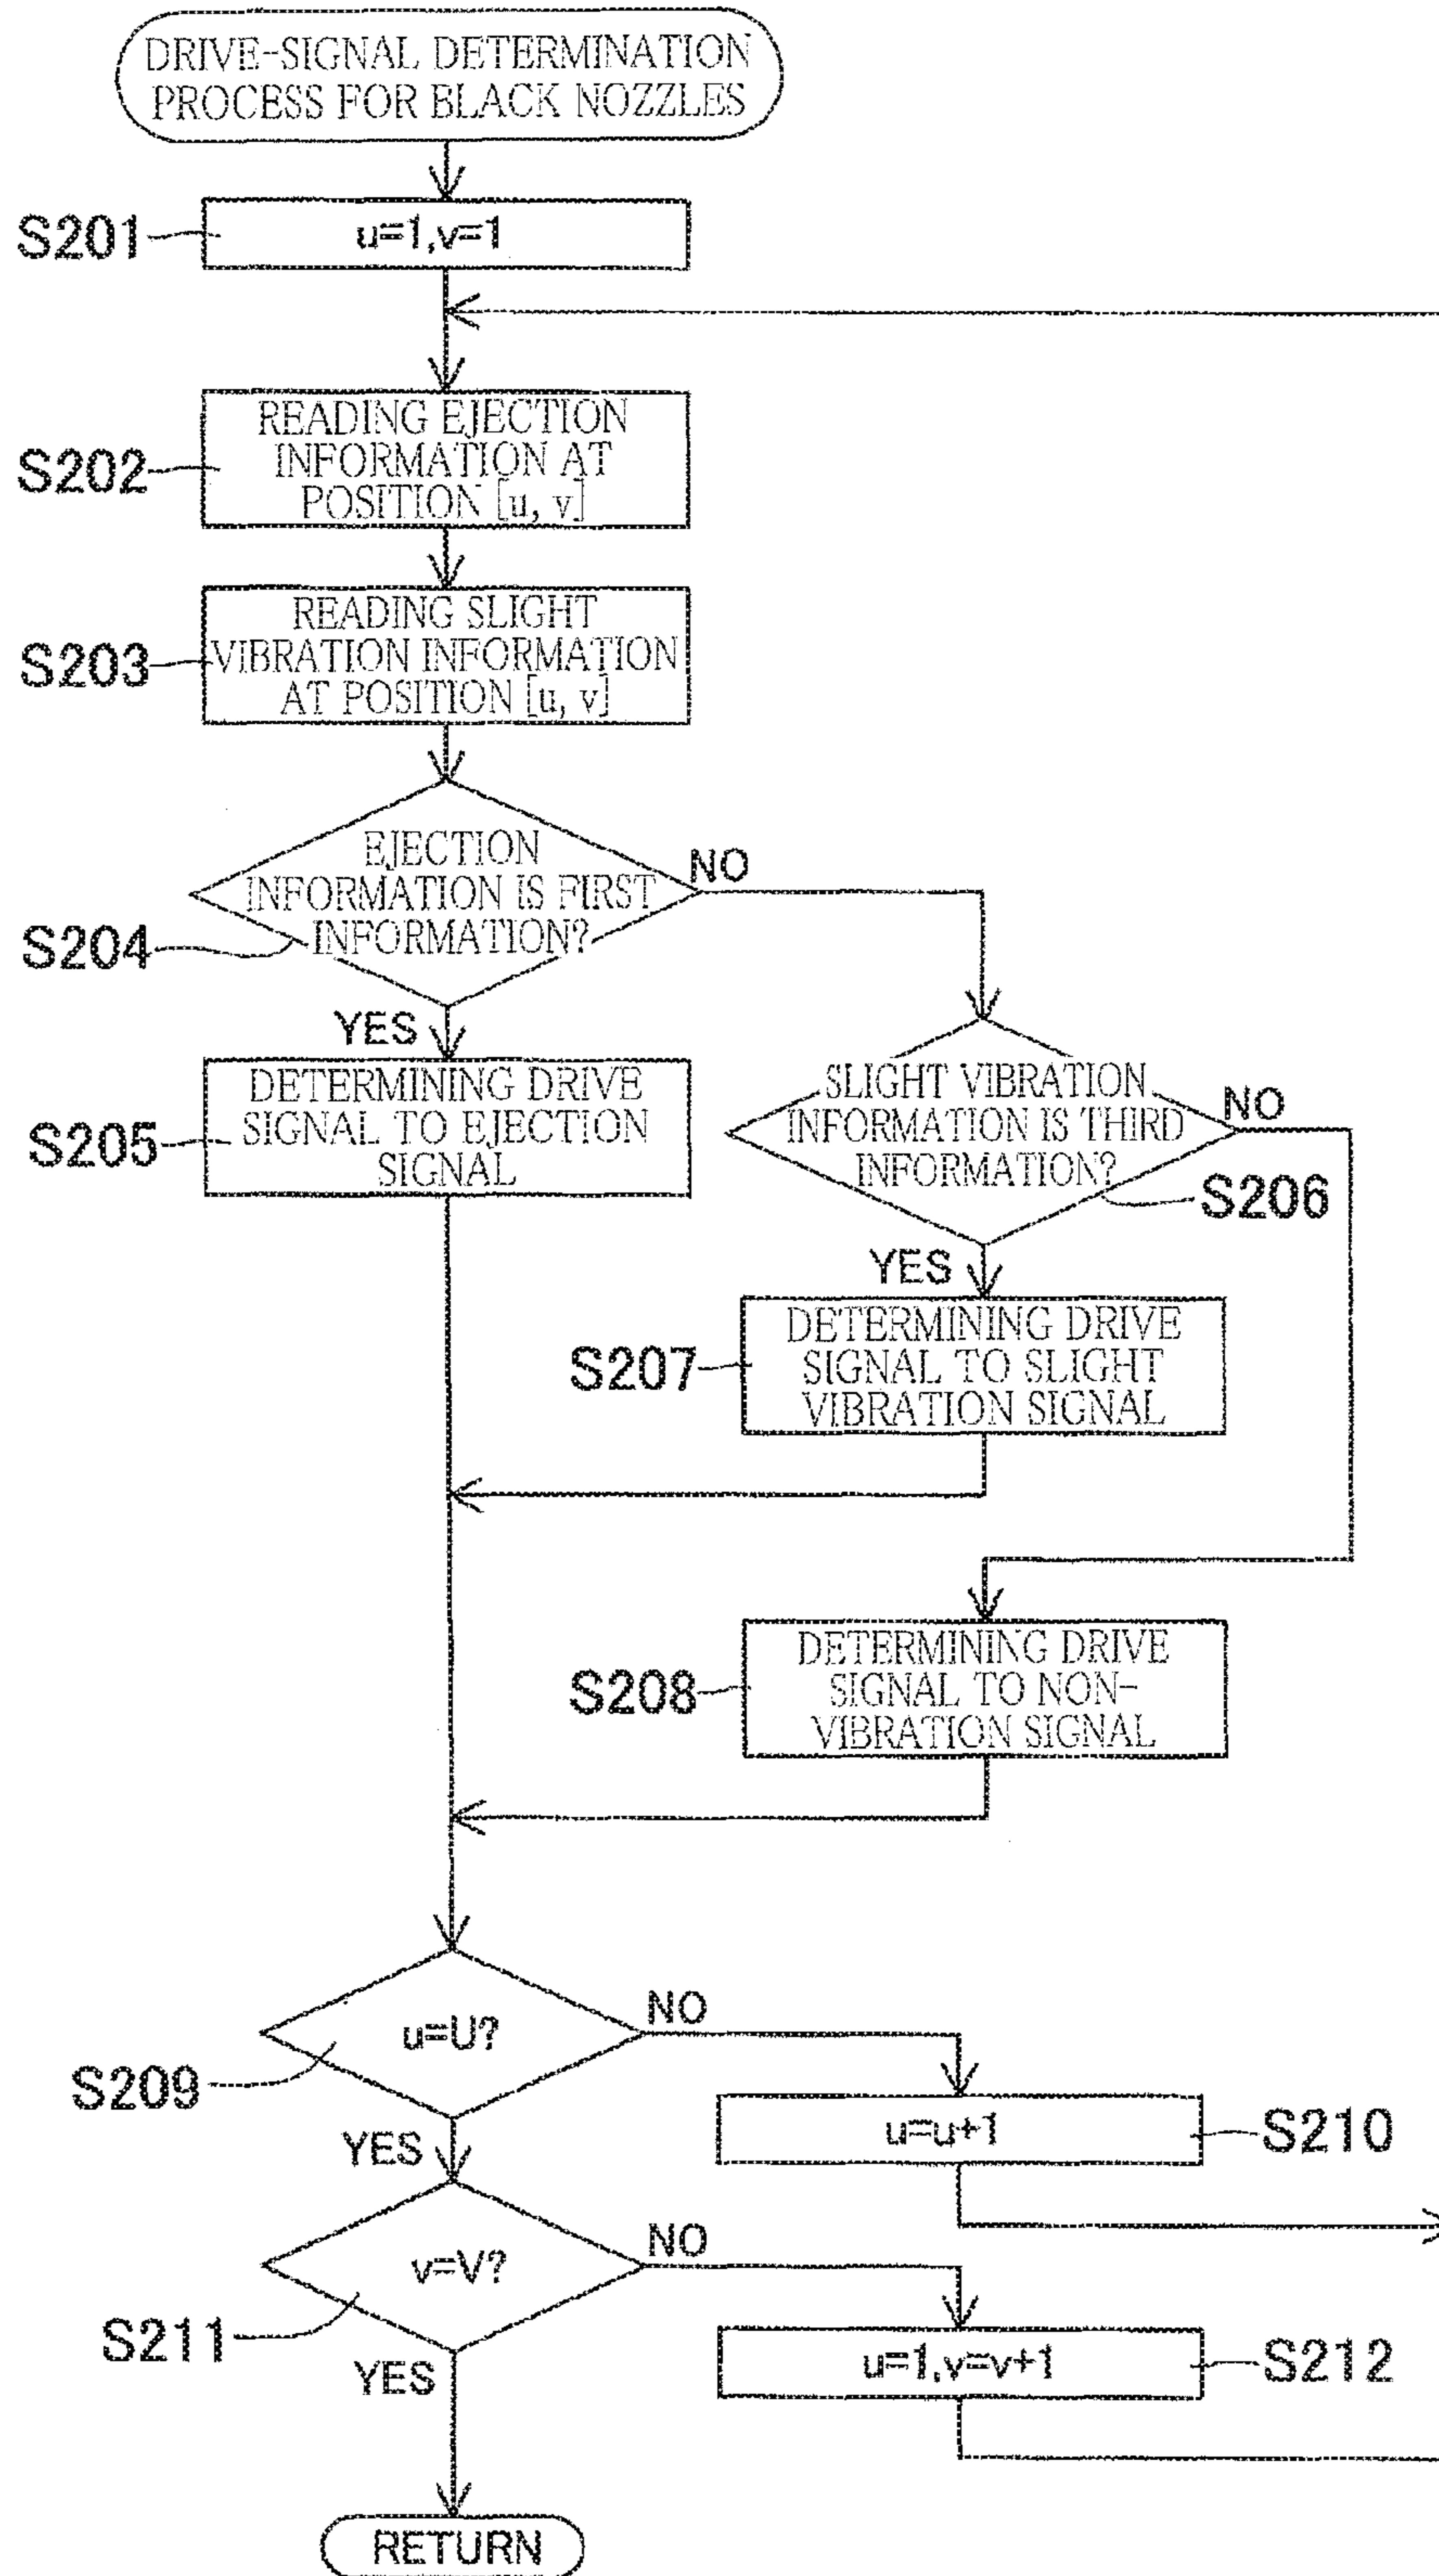 DRIVE-SIGNAL DETERMINATION
PROCESS FOR BLACK NOZZLES
S201
u=1,v=1
S202
READING EJECTION
INFORMATION AT
POSITION [u, v]
S203
READING SLIGHT
VIBRATION INFORMATION
AT POSITION [u, v]
S204
EJECTION
INFORMATION IS FIRST
INFORMATION?
NO
YES
S205
DETERMINING DRIVE
SIGNAL TO EJECTION
SIGNAL
SLIGHT VIBRATION
INFORMATION IS THIRD
INFORMATION?
NO
S206
YES
S207
DETERMINING DRIVE
SIGNAL TO SLIGHT
VIBRATION SIGNAL
S208
DETERMINING DRIVE
SIGNAL TO NON-
VIBRATION SIGNAL
S209
u=U?
NO
YES
u=u+1
S210
S211
v=V?
NO
YES
u=1,v=v+1
S212
RETURN